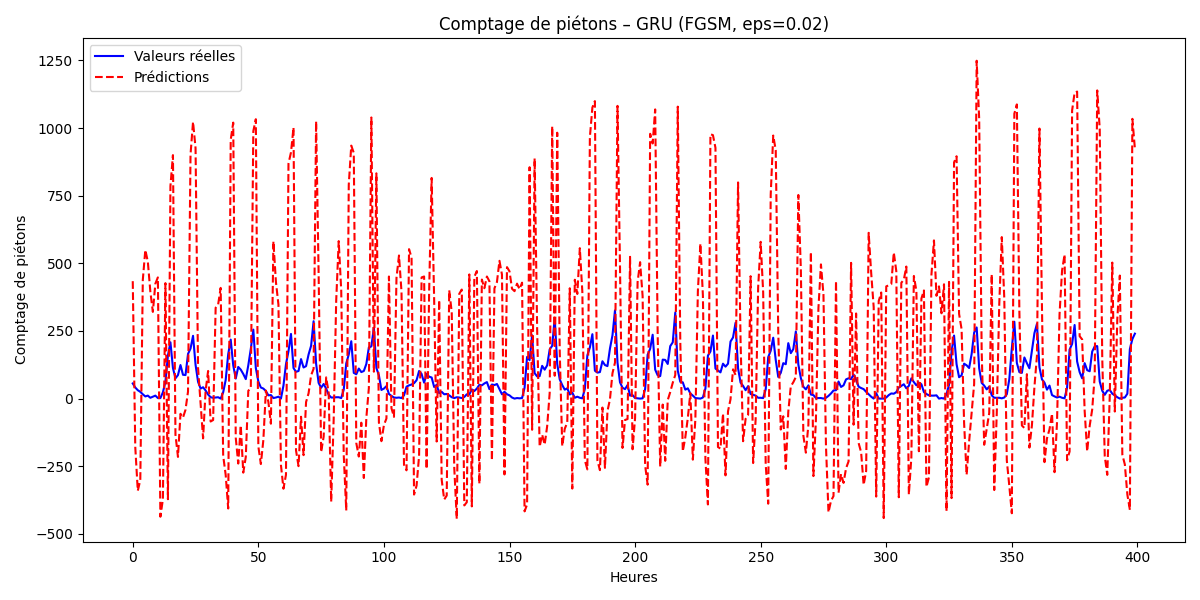 Comptage de piétons – GRU (FGSM, eps=0.02)
Valeurs réelles
Prédictions
Comptage de piétons
1250
1000
750
500
250
0
−250
−500
0 50 100 150 200 250 300 350 400
Heures